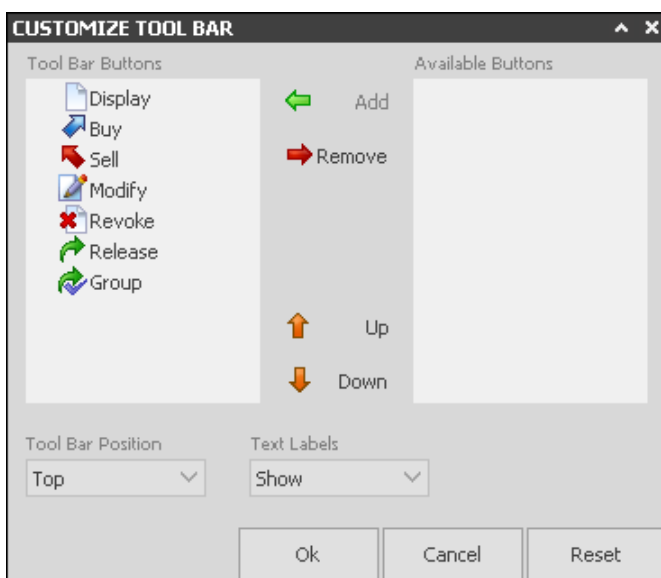 CUSTOMIZE TOOL BAR
Tool Bar Buttons
Available Buttons
Display
Buy
Sell
Modify
Revoke
Release
Group
Add
Remove
Up
Down
Tool Bar Position
Text Labels
Top
Show
Ok
Cancel
Reset